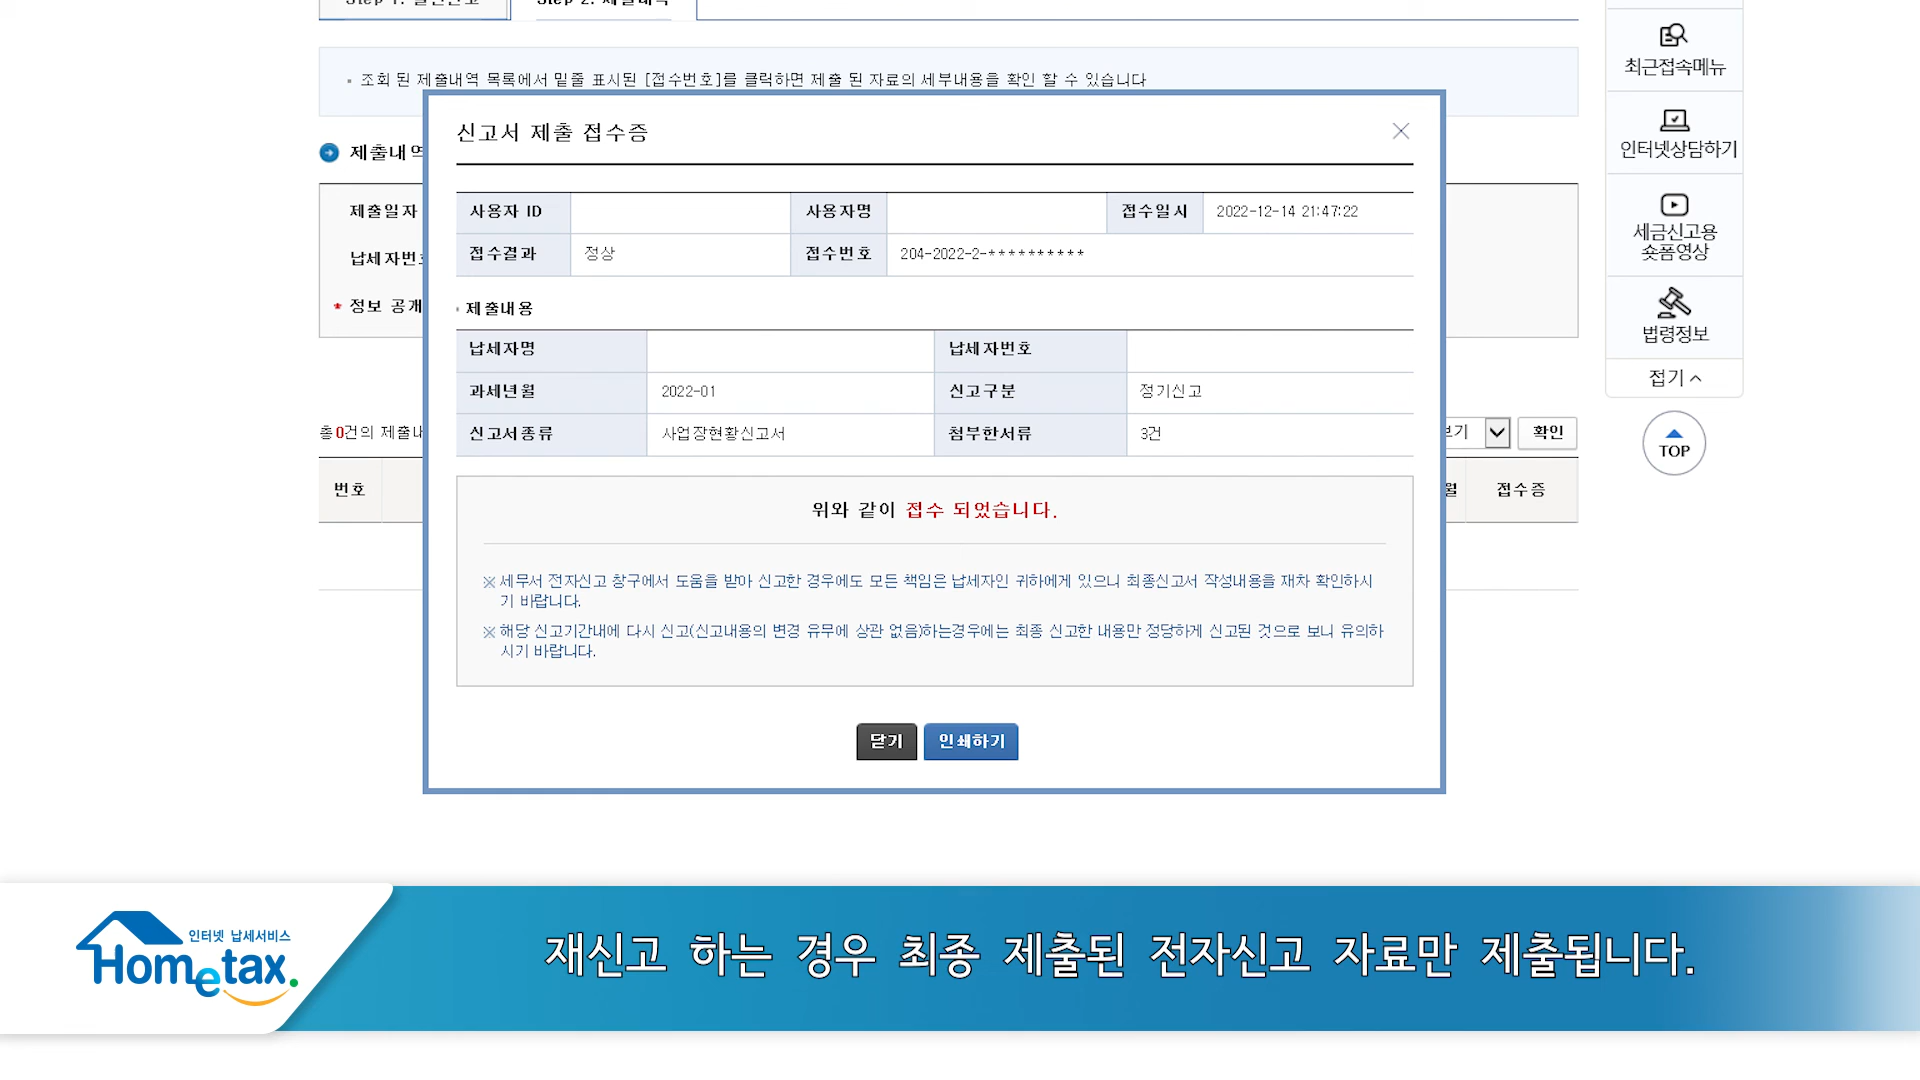 조회 된 제출내역 목록에서 밑줄 표시된 [접수번호]를 클릭하면 제출 된 자료의 세부내용을 확인 할 수 있습니다
제출내역
제출일자
납세자번호
* 정보 공개
총0건의 제출내
보기
확인
번호
월
접수증
신고서 제출 접수증
사용자 ID
사용자명
접수일시
2022-12-14 21:47:22
접수결과
정상
접수번호
204-2022-2-**********
제출내용
납세자명
납세자번호
과세년월
2022-01
신고구분
정기신고
신고서종류
사업장현황신고서
첨부한서류
3건
위와 같이 접수 되었습니다.
※ 세무서 전자신고 창구에서 도움을 받아 신고한 경우에도 모든 책임은 납세자인 귀하에게 있으니 최종신고서 작성내용을 재차 확인하시
기 바랍니다.
※ 해당 신고기간내에 다시 신고(신고내용의 변경 유무에 상관 없음)하는경우에는 최종 신고한 내용만 정당하게 신고된 것으로 보니 유의하
시기 바랍니다.
닫기
인쇄하기
최근접속메뉴
인터넷상담하기
세금신고용
숏폼영상
법령정보
접기
TOP
인터넷 납세서비스
Hometax.
재신고 하는 경우 최종 제출된 전자신고 자료만 제출됩니다.